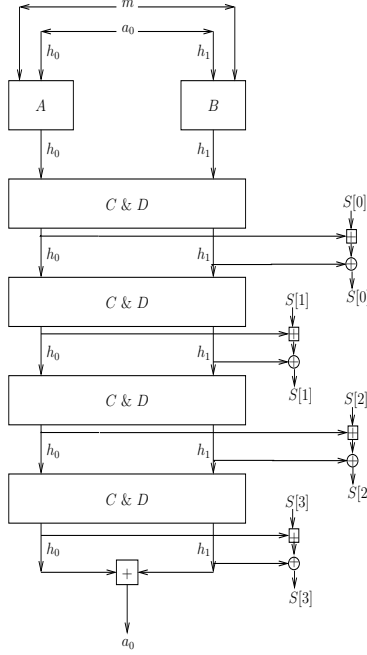 m
a₀
h₀ h₁
A B
h₀ h₁
C & D
S[0]
+
h₀ h₁
+
S[0]
C & D
S[1]
+
h₀ h₁
+
S[1]
C & D
S[2]
+
h₀ h₁
+
S[2
C & D
S[3]
+
h₀ h₁
+
+
S[3]
a₀